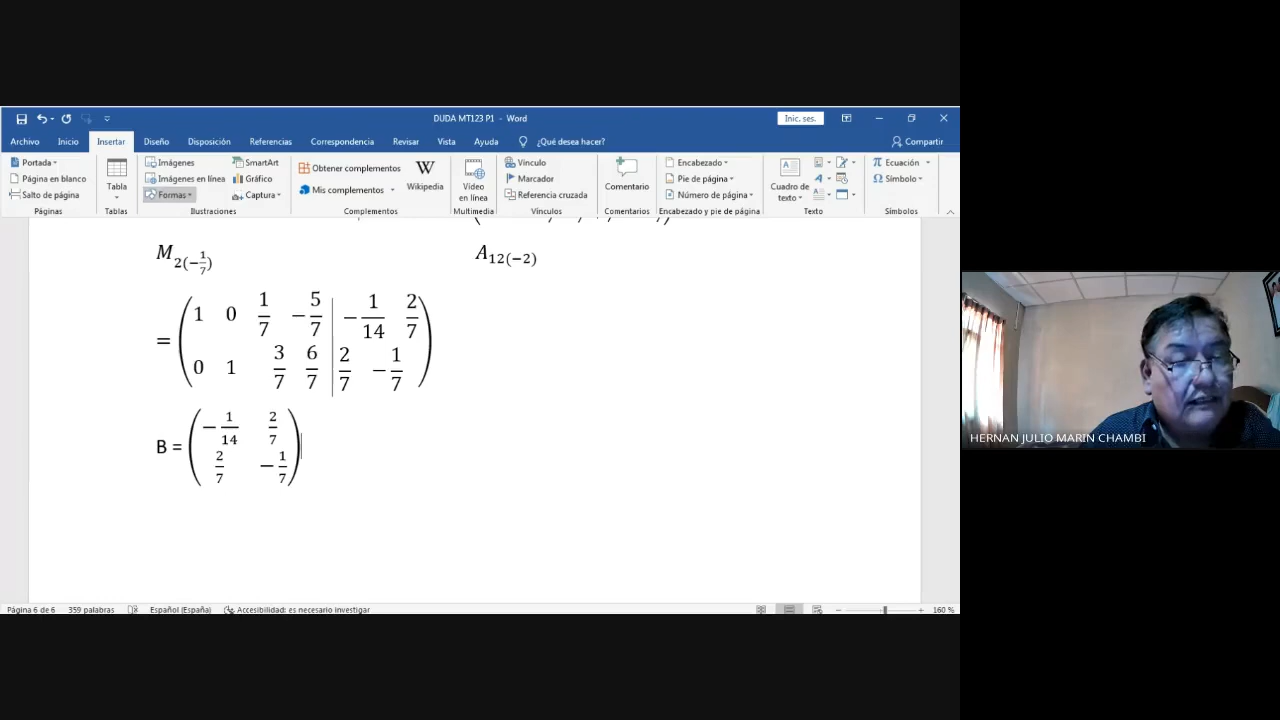 DUDA MT123 P1 - Word
Inic. ses.
Archivo Inicio Insertar Diseño Disposición Referencias Correspondencia Revisar Vista Ayuda ¿Qué desea hacer? Compartir
Portada
Página en blanco
Salto de página
Páginas
Tabla
Tablas
Imágenes
Imágenes en línea
Formas
SmartArt
Gráfico
Captura
Ilustraciones
Obtener complementos
Mis complementos
Wikipedia
Complementos
Vídeo
en línea
Multimedia
Vínculo
Marcador
Referencia cruzada
Vínculos
Comentario
Comentarios
Encabezado
Pie de página
Número de página
Encabezado y pie de página
Cuadro de
texto
Texto
Ecuación
Símbolo
Símbolos
M 2(−1/7) A 12(−2)
= ( 1 0 1/7 −5/7 | −1/14 2/7
0 1 3/7 6/7 | 2/7 −1/7 )
B = ( −1/14 2/7
2/7 −1/7 )
Página 6 de 6 359 palabras Español (España) Accesibilidad: es necesario investigar 160 %
HERNAN JULIO MARIN CHAMBI